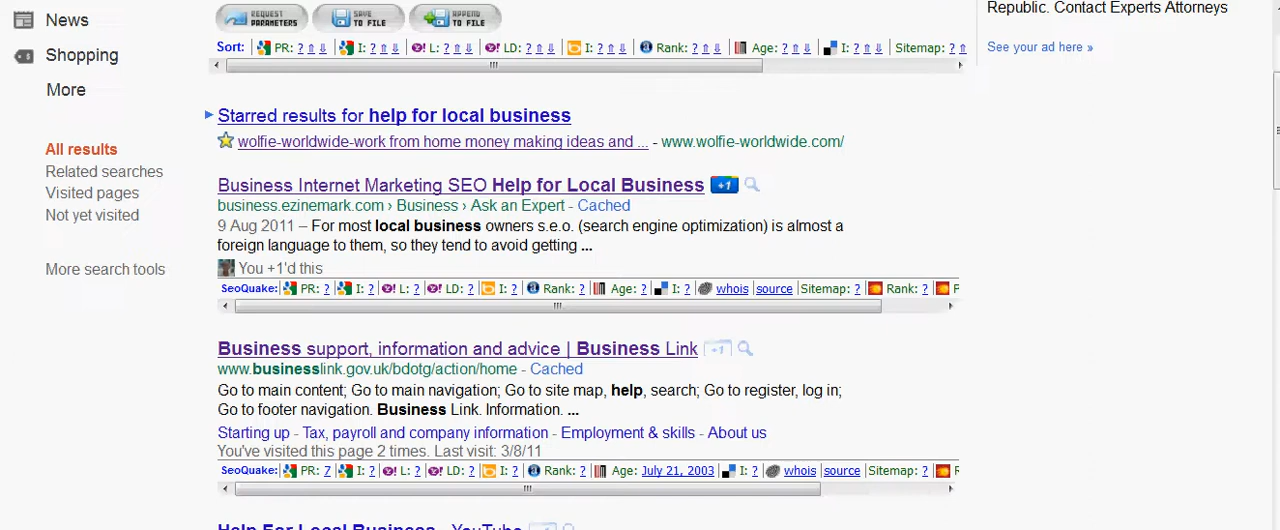 News
Shopping
More
All results
Related searches
Visited pages
Not yet visited
More search tools
REQUEST PARAMETERS
SAVE TO FILE
APPEND TO FILE
Sort: PR: ? I: ? L: ? LD: ? I: ? Rank: ? Age: ? I: ? Sitemap: ?
Starred results for help for local business
wolfie-worldwide-work from home money making ideas and ... - www.wolfie-worldwide.com/
Business Internet Marketing SEO Help for Local Business +1
business.ezinemark.com › Business › Ask an Expert - Cached
9 Aug 2011 – For most local business owners s.e.o. (search engine optimization) is almost a
foreign language to them, so they tend to avoid getting ...
You +1'd this
SeoQuake: PR: ? I: ? L: ? LD: ? I: ? Rank: ? Age: ? I: ? whois source Sitemap: ? Rank: ? P
Business support, information and advice | Business Link +1
www.businesslink.gov.uk/bdotg/action/home - Cached
Go to main content; Go to main navigation; Go to site map, help, search; Go to register, log in;
Go to footer navigation. Business Link. Information. ...
Starting up - Tax, payroll and company information - Employment & skills - About us
You've visited this page 2 times. Last visit: 3/8/11
SeoQuake: PR: 7 I: ? L: ? LD: ? I: ? Rank: ? Age: July 21, 2003 I: ? whois source Sitemap: ? R
Help For Local Business - YouTube
Republic. Contact Experts Attorneys
See your ad here »